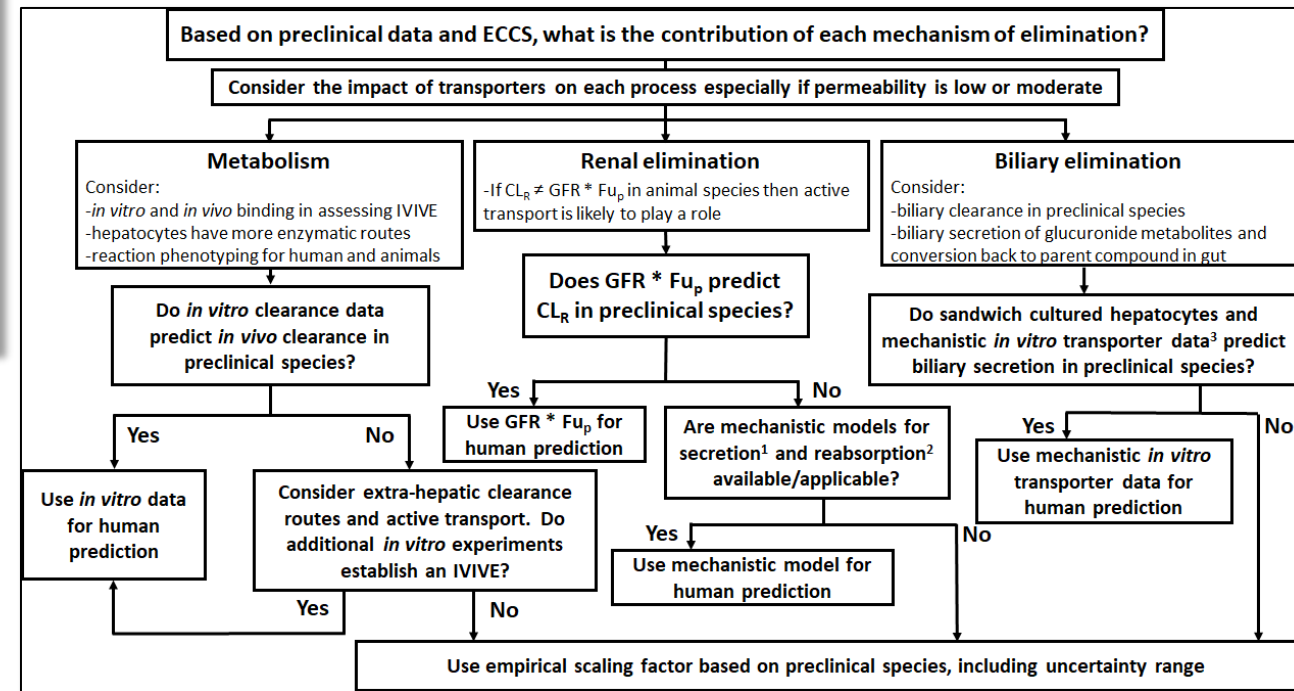 Based on preclinical data and ECCS, what is the contribution of each mechanism of elimination?
Consider the impact of transporters on each process especially if permeability is low or moderate
Metabolism
Consider:
-in vitro and in vivo binding in assessing IVIVE
-hepatocytes have more enzymatic routes
-reaction phenotyping for human and animals
Renal elimination
-If CLR ≠ GFR * Fup in animal species then active
transport is likely to play a role
Biliary elimination
Consider:
-biliary clearance in preclinical species
-biliary secretion of glucuronide metabolites and
conversion back to parent compound in gut
Do in vitro clearance data
predict in vivo clearance in
preclinical species?
Does GFR * Fup predict
CLR in preclinical species?
Do sandwich cultured hepatocytes and
mechanistic in vitro transporter data3 predict
biliary secretion in preclinical species?
Yes
No
Yes
No
Yes
No
Use in vitro data
for human
prediction
Consider extra-hepatic clearance
routes and active transport. Do
additional in vitro experiments
establish an IVIVE?
Use GFR * Fup for
human prediction
Are mechanistic models for
secretion1 and reabsorption2
available/applicable?
Use mechanistic in vitro
transporter data for
human prediction
Yes
No
Yes
No
Use mechanistic model for
human prediction
Use empirical scaling factor based on preclinical species, including uncertainty range